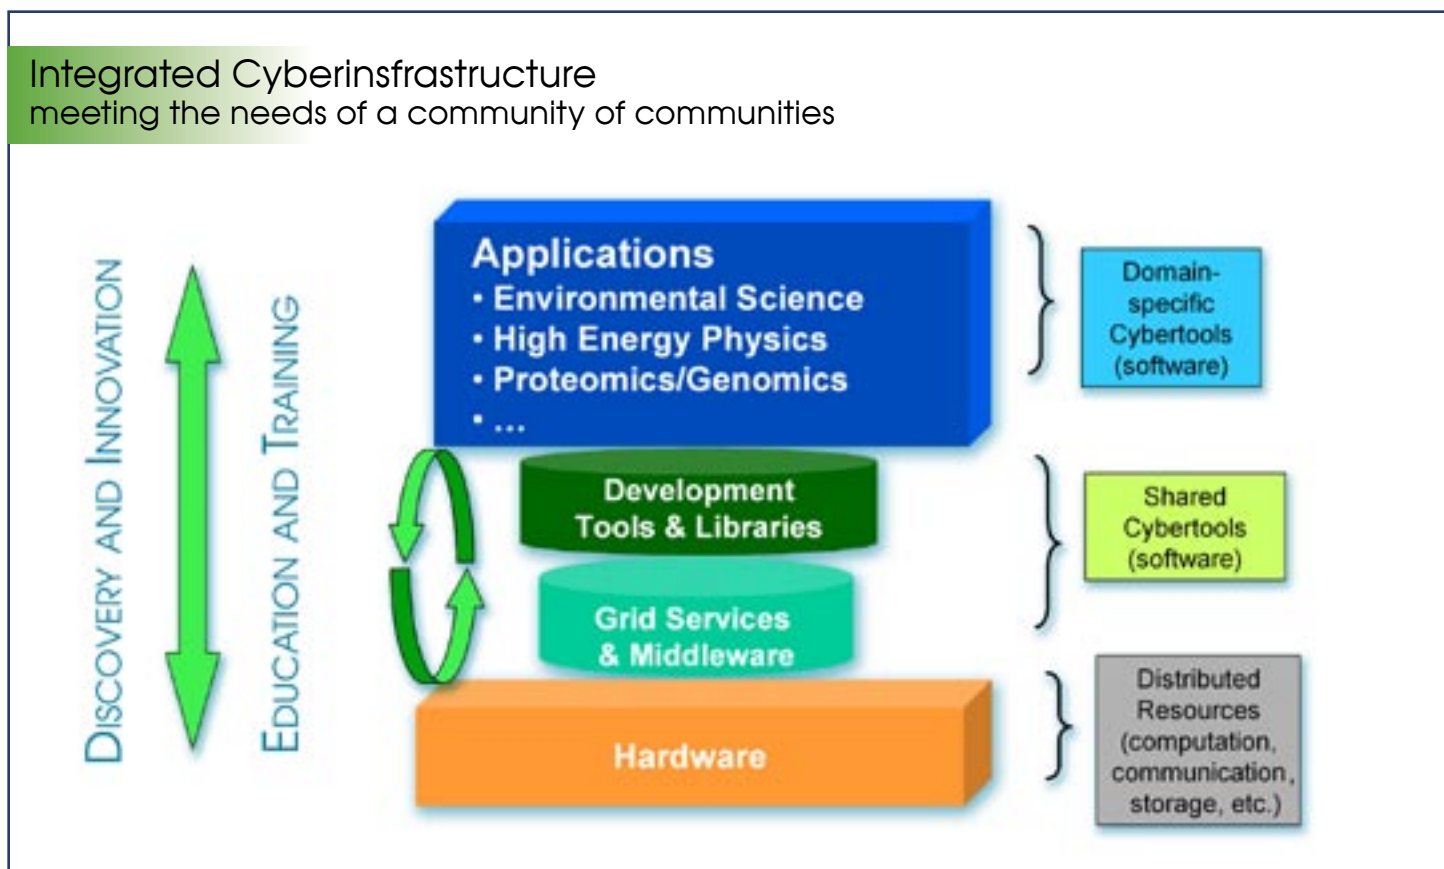 Integrated Cyberinsfrastructure
meeting the needs of a community of communities
DISCOVERY AND INNOVATION
EDUCATION AND TRAINING
Applications
• Environmental Science
• High Energy Physics
• Proteomics/Genomics
• ...
Development
Tools & Libraries
Grid Services
& Middleware
Hardware
Domain-
specific
Cybertools
(software)
Shared
Cybertools
(software)
Distributed
Resources
(computation,
communication,
storage, etc.)